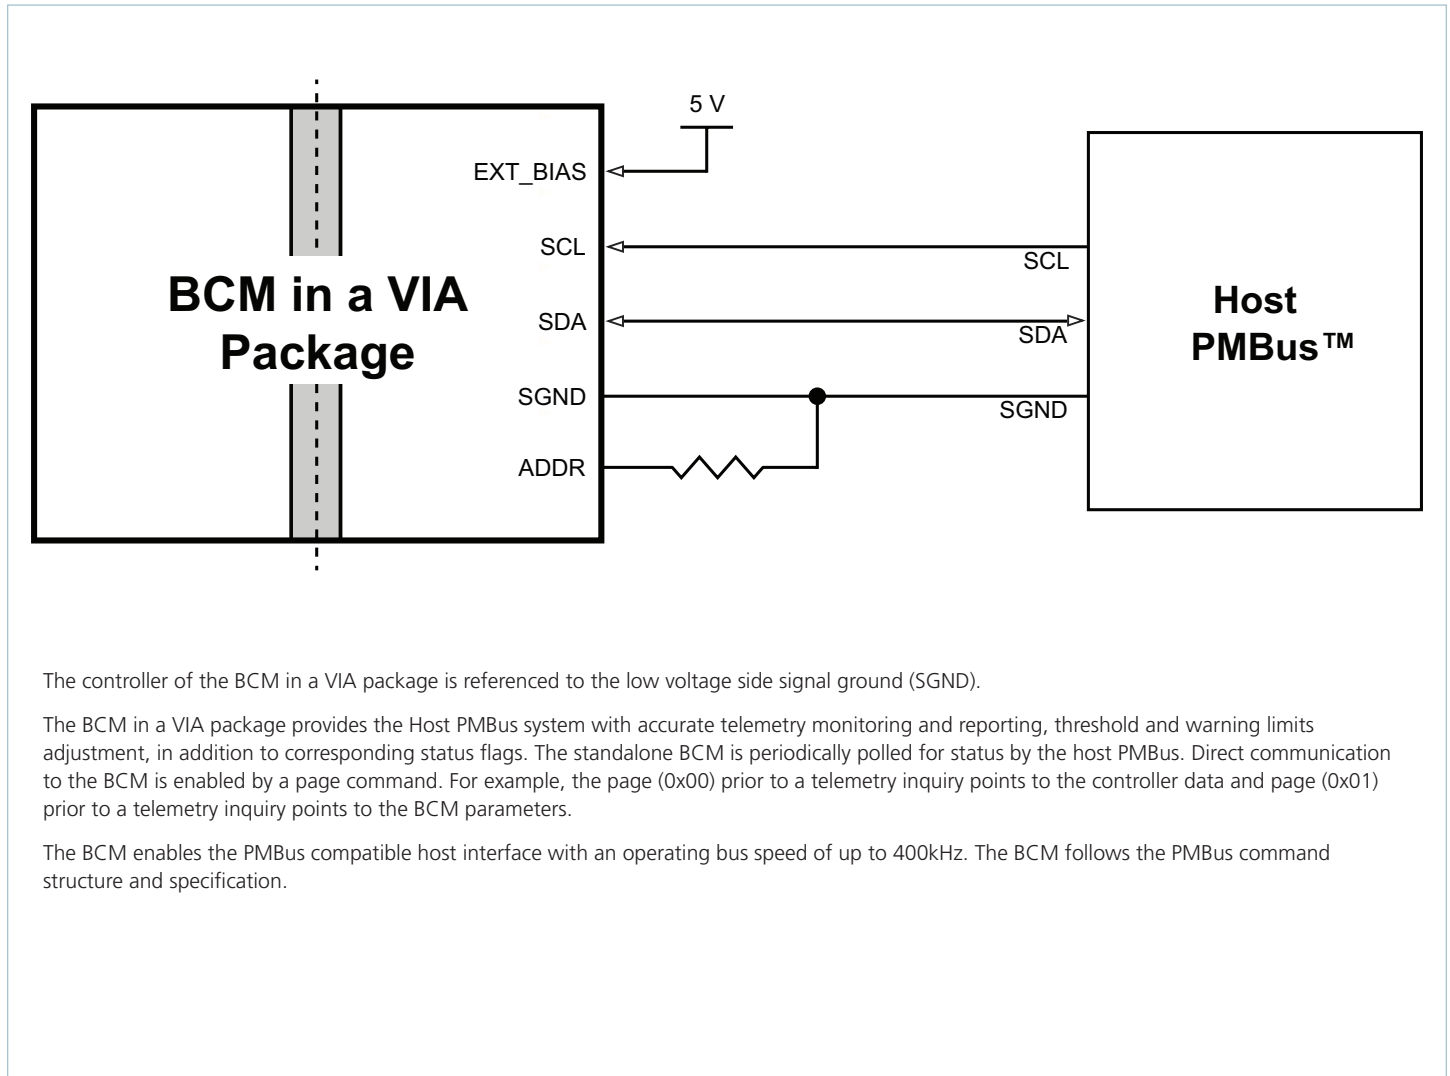 5 V
EXT_BIAS
SCL
SCL
BCM in a VIA
Package
Host
PMBus™
SDA
SDA
SGND
SGND
ADDR
The controller of the BCM in a VIA package is referenced to the low voltage side signal ground (SGND).
The BCM in a VIA package provides the Host PMBus system with accurate telemetry monitoring and reporting, threshold and warning limits
adjustment, in addition to corresponding status flags. The standalone BCM is periodically polled for status by the host PMBus. Direct communication
to the BCM is enabled by a page command. For example, the page (0x00) prior to a telemetry inquiry points to the controller data and page (0x01)
prior to a telemetry inquiry points to the BCM parameters.
The BCM enables the PMBus compatible host interface with an operating bus speed of up to 400kHz. The BCM follows the PMBus command
structure and specification.